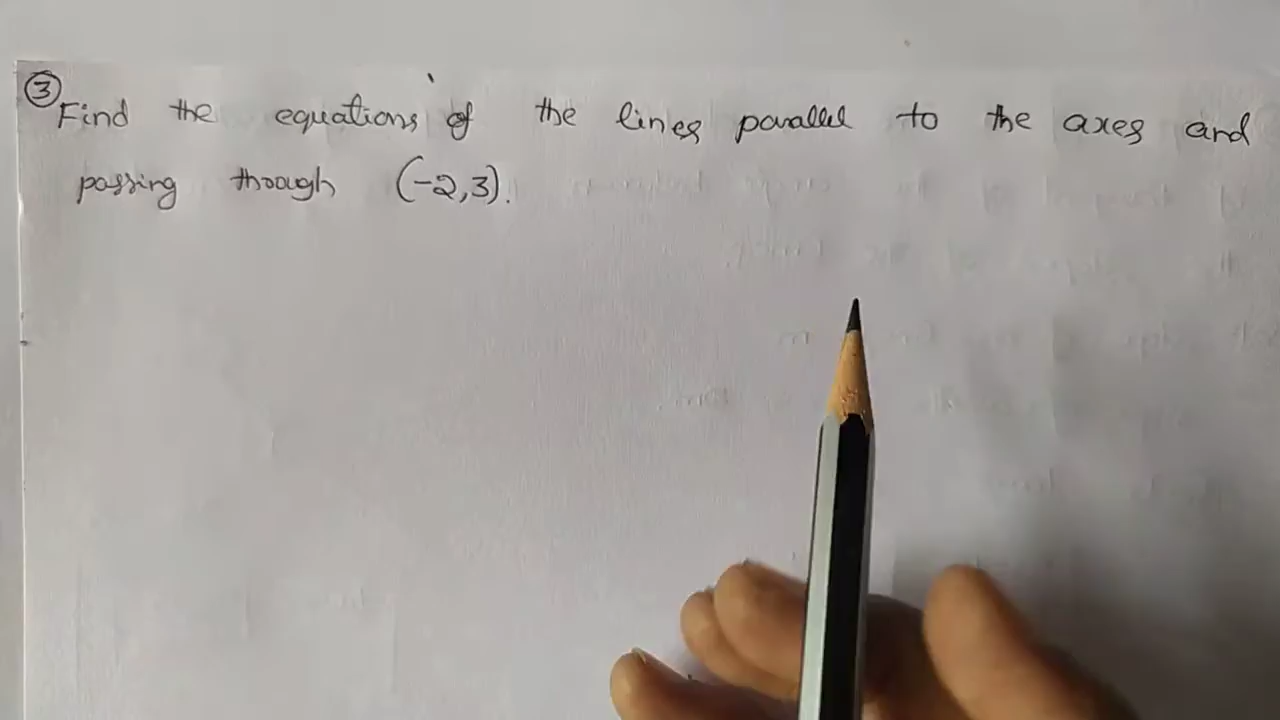 ③ Find the equations of the lines parallel to the axes and
passing through (-2,3).